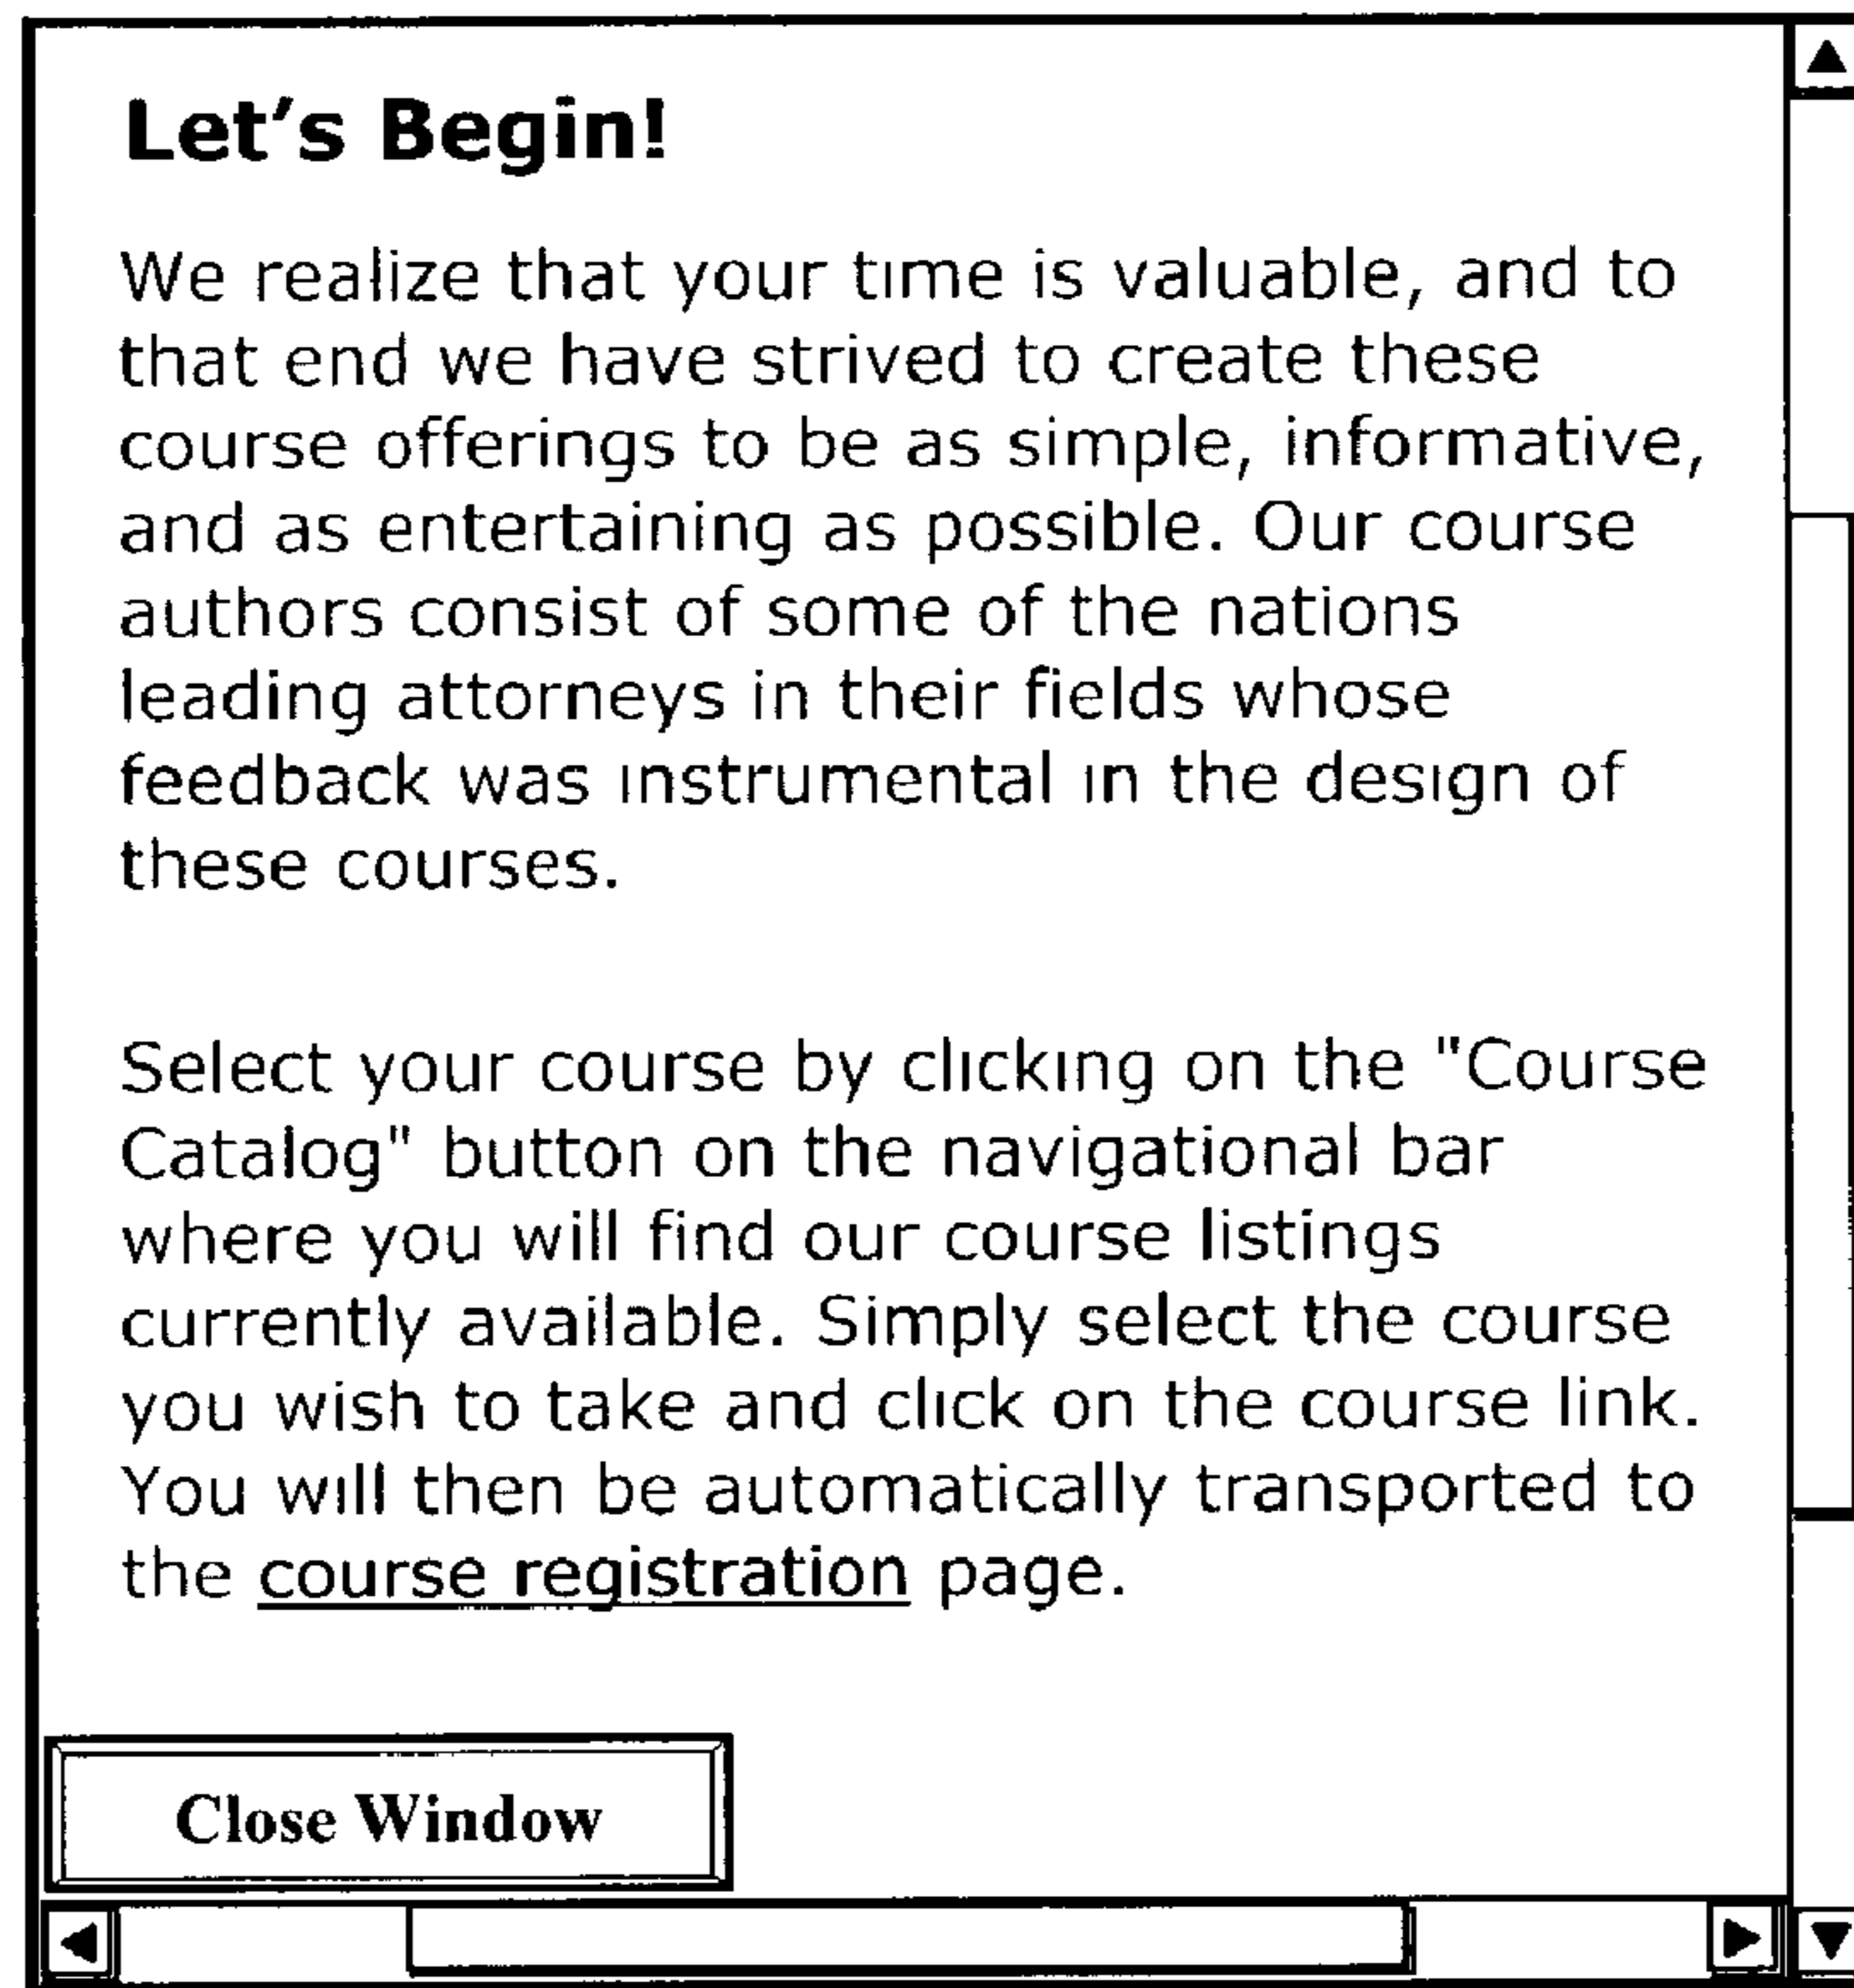 Let's Begin!
We realize that your time is valuable, and to
that end we have strived to create these
course offerings to be as simple, informative,
and as entertaining as possible. Our course
authors consist of some of the nations
leading attorneys in their fields whose
feedback was instrumental in the design of
these courses.
Select your course by clicking on the "Course
Catalog" button on the navigational bar
where you will find our course listings
currently available. Simply select the course
you wish to take and click on the course link.
You will then be automatically transported to
the course registration page.
Close Window